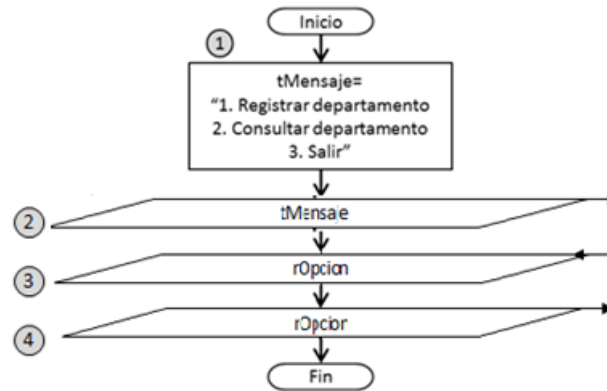 Inicio
1
tMensaje=
"1. Registrar departamento
2. Consultar departamento
3. Salir"
2
tMensaje
3
rOpcion
4
rOpcion
Fin